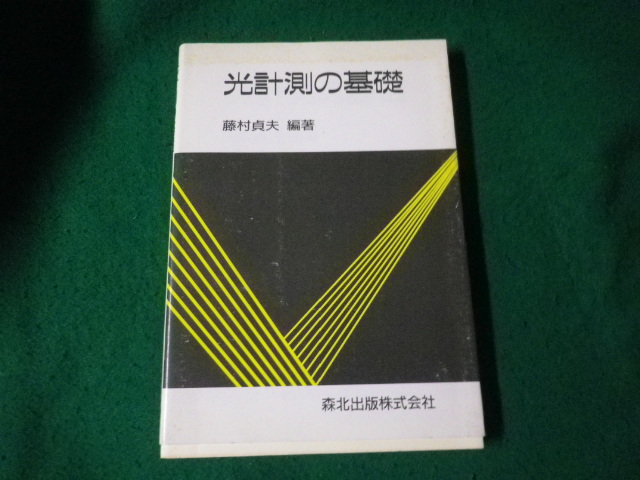 光計測の基礎
藤村貞夫 編著
森北出版株式会社